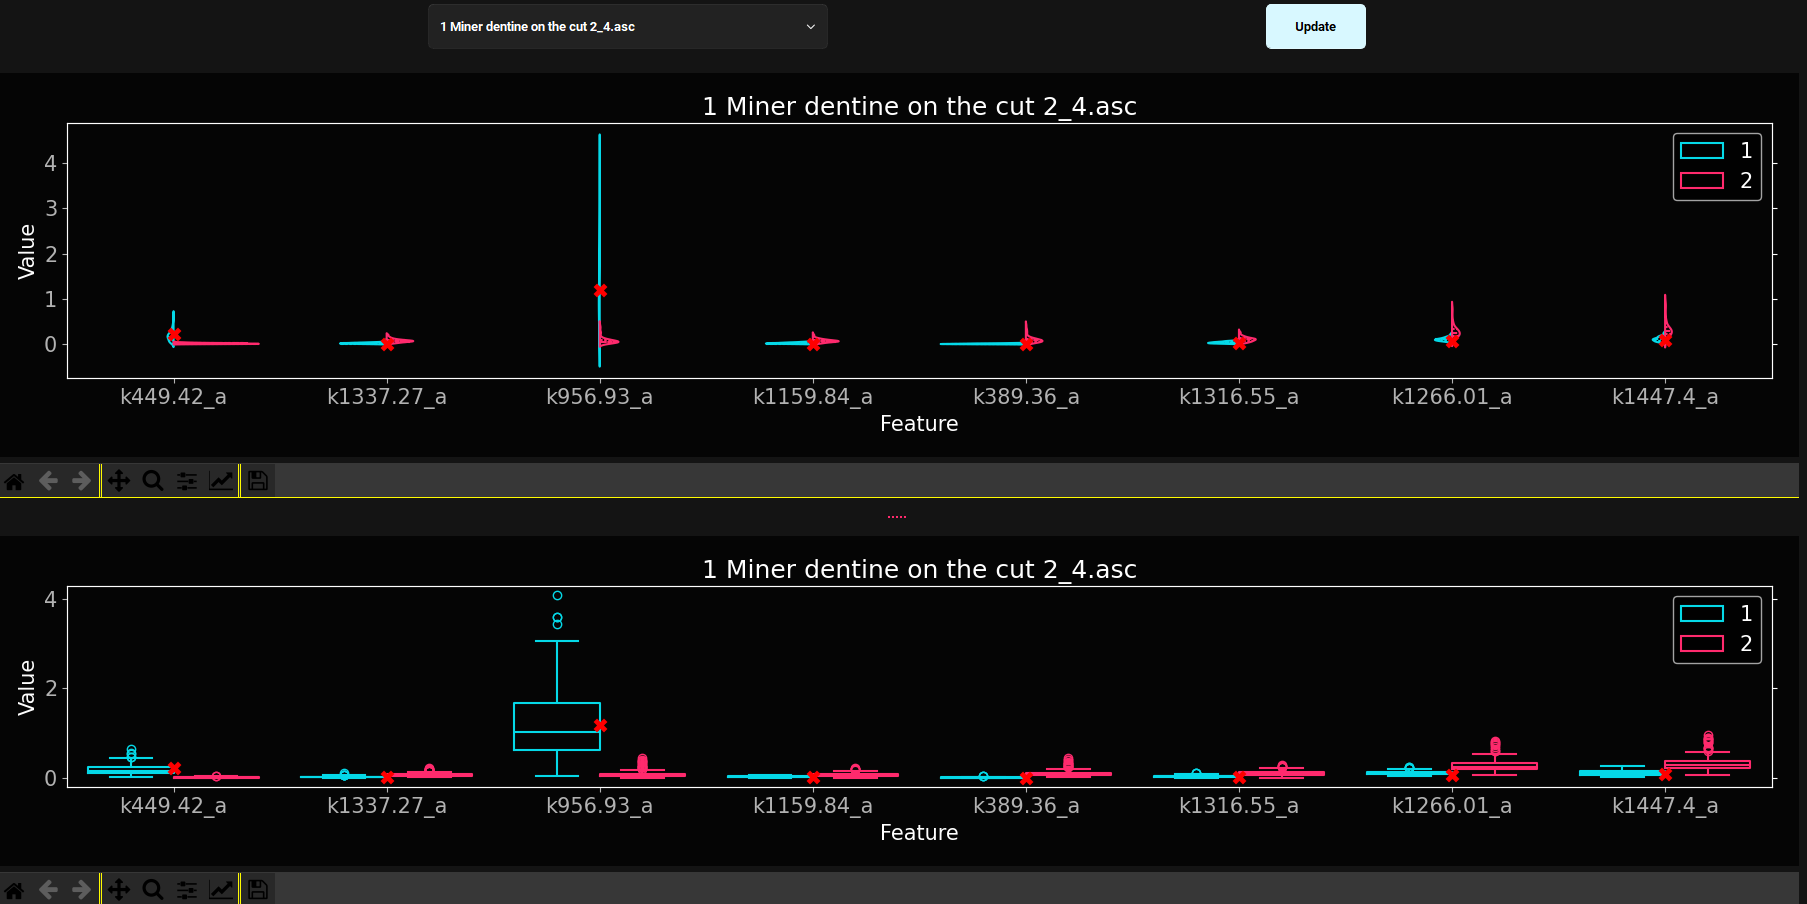 1 Miner dentine on the cut 2_4.asc
Update
1 Miner dentine on the cut 2_4.asc
1
2
Value
4
3
2
1
0
k449.42_a k1337.27_a k956.93_a k1159.84_a k389.36_a k1316.55_a k1266.01_a k1447.4_a
Feature
1 Miner dentine on the cut 2_4.asc
1
2
Value
4
2
0
k449.42_a k1337.27_a k956.93_a k1159.84_a k389.36_a k1316.55_a k1266.01_a k1447.4_a
Feature